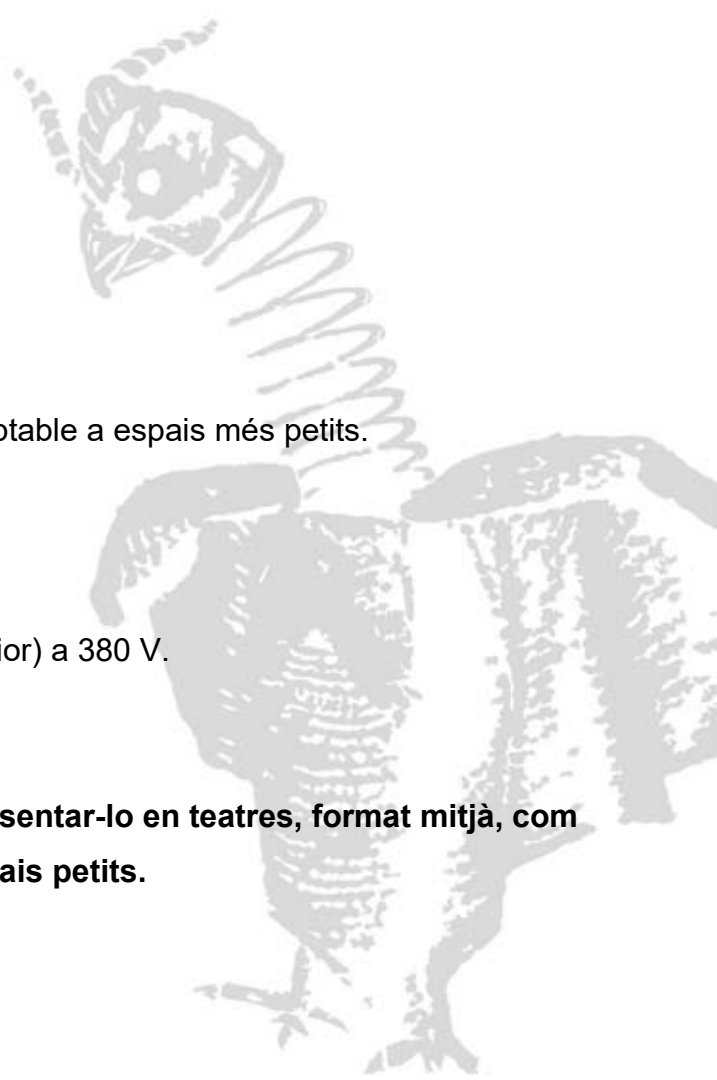 ptable a espais més petits.
ior) a 380 V.
sentar-lo en teatres, format mitjà, com
ais petits.